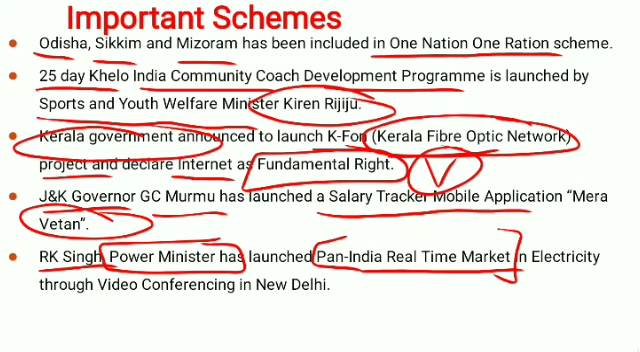 Important Schemes
Odisha, Sikkim and Mizoram has been included in One Nation One Ration scheme.
25 day Khelo India Community Coach Development Programme is launched by
Sports and Youth Welfare Minister Kiren Rijiju.
Kerala government announced to launch K-Fon (Kerala Fibre Optic Network)
project and declare Internet as Fundamental Right.
J&K Governor GC Murmu has launched a Salary Tracker Mobile Application “Mera
Vetan”.
RK Singh Power Minister has launched Pan-India Real Time Market in Electricity
through Video Conferencing in New Delhi.